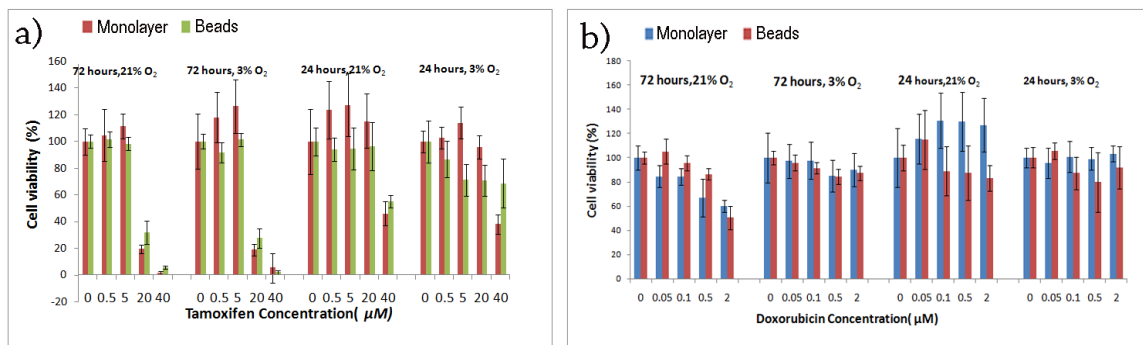 a)
Monolayer Beads
72 hours,21% O2 72 hours, 3% O2 24 hours,21% O2 24 hours, 3% O2
Cell viability (%)
160
140
120
100
80
60
40
20
0
-20
0 0.5 5 20 40 0 0.5 5 20 40 0 0.5 5 20 40 0 0.5 5 20 40
Tamoxifen Concentration( μM)
b)
Monolayer Beads
72 hours,21% O2 72 hours, 3% O2 24 hours,21% O2 24 hours, 3% O2
Cell viability (%)
180
160
140
120
100
80
60
40
20
0
0 0.05 0.1 0.5 2 0 0.05 0.1 0.5 2 0 0.05 0.1 0.5 2 0 0.05 0.1 0.5 2
Doxorubicin Concentration( μM)